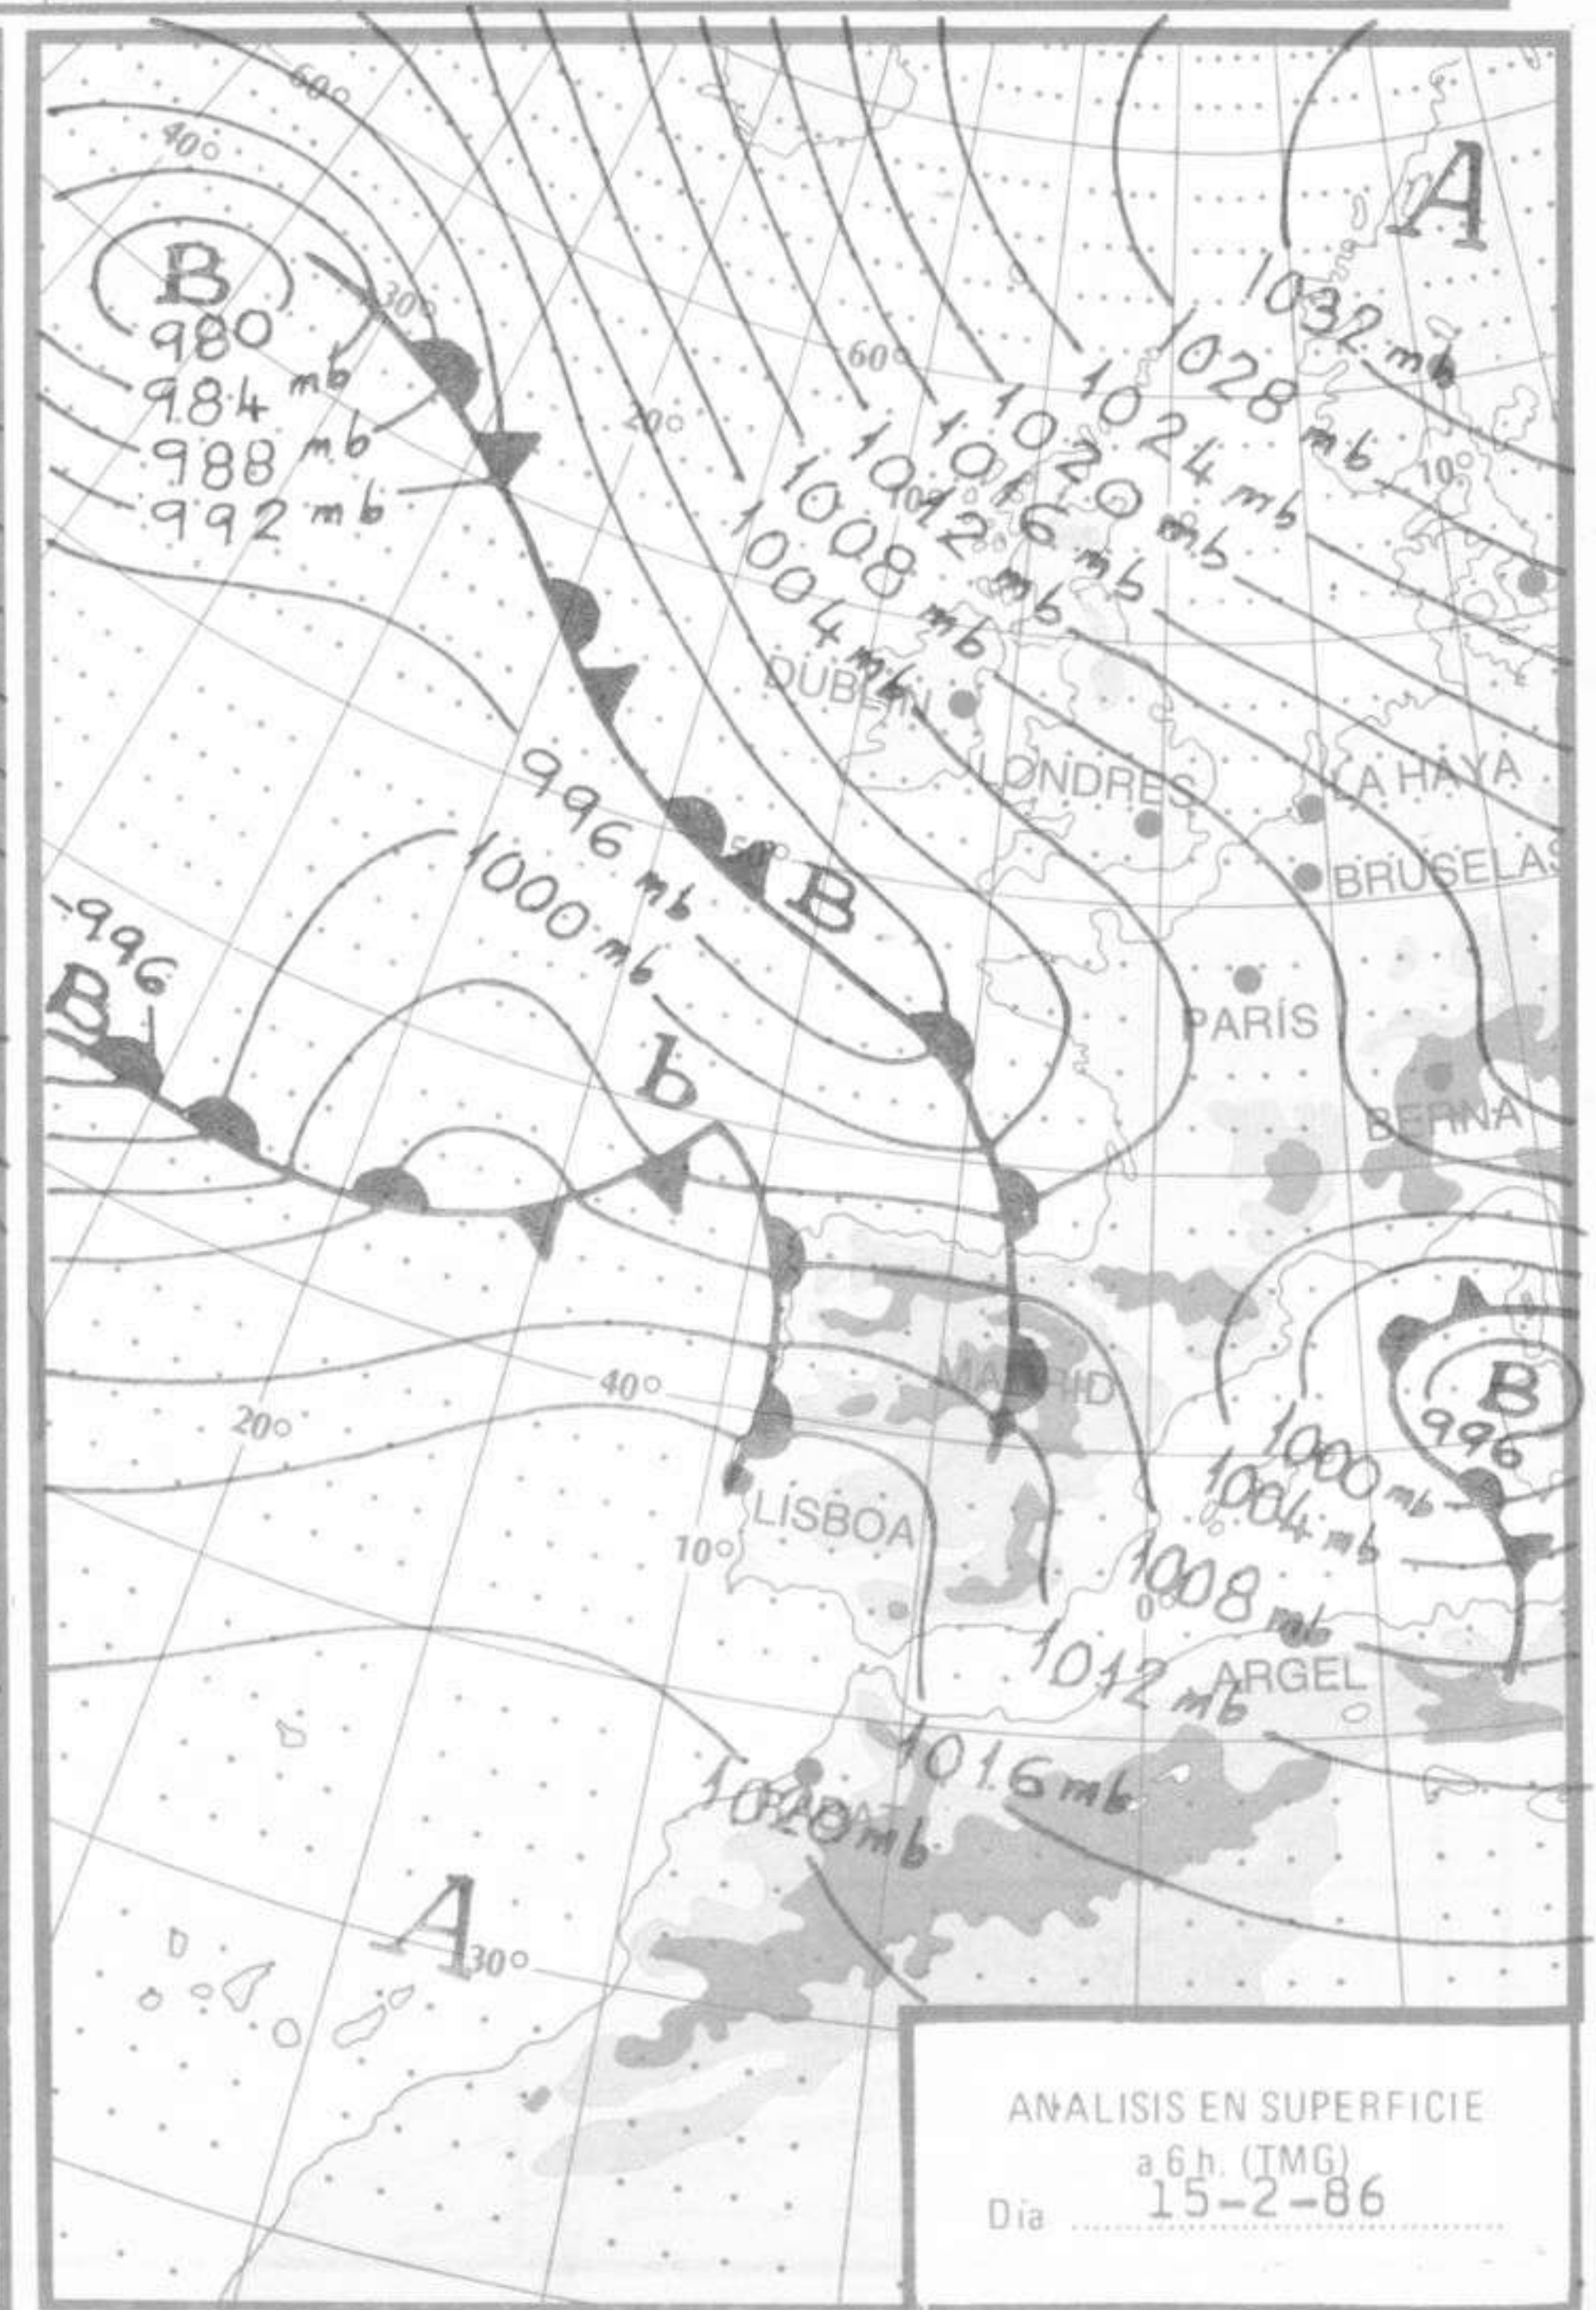 60°
40°
A
B
30°
1032 mb
980
60°
1028 mb
984 mb
1024 mb
20°
988 mb
1020 mb
10°
992 mb
1016 mb
1012 mb
1008 mb
1004 mb
DUBLIN
LONDRES
LA HAYA
996 mb
1000 mb
B
BRUSELAS
-996
B
PARÍS
b
BERNA
MADRID
40°
B
20°
996
1000 mb
1004 mb
LISBOA
10°
1008 mb
0°
1012 mb
ARGEL
1016 mb
1020 mb
RABAT
A
30°
ANALISIS EN SUPERFICIE
a 6 h. (TMG)
Día 15-2-86